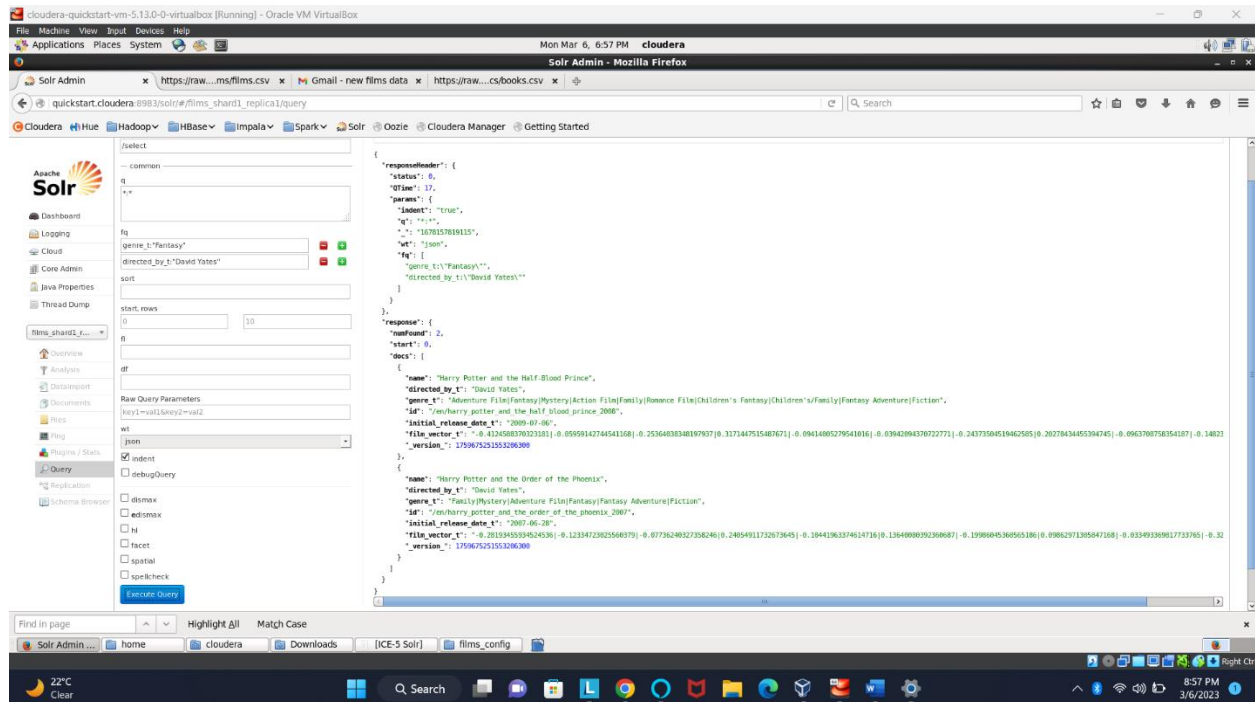 cloudera-quickstart-vm-5.13.0-0-virtualbox [Running] - Oracle VM VirtualBox
File Machine View Input Devices Help
Applications Places System
Mon Mar 6, 6:57 PM cloudera
Solr Admin - Mozilla Firefox
Solr Admin
https://raw....ms/films.csv
Gmail - new films data
https://raw....cs/books.csv
quickstart.cloudera:8983/solr/#/films_shard1_replica1/query
Search
Cloudera Hue Hadoop HBase Impala Spark Solr Oozie Cloudera Manager Getting Started
Apache
Solr
Dashboard
Logging
Cloud
Core Admin
Java Properties
Thread Dump
films_shard1_r...
Overview
Analysis
Dataimport
Documents
Files
Ping
Plugins / Stats
Query
Replication
Schema Browser
/select
common
q
*:*
fq
genre_t:"Fantasy"
directed_by_t:"David Yates"
sort
start, rows
0 10
fl
df
Raw Query Parameters
key1=val1&key2=val2
wt
json
indent
debugQuery
dismax
edismax
hl
facet
spatial
spellcheck
Execute Query
{
"responseHeader": {
"status": 0,
"QTime": 17,
"params": {
"indent": "true",
"q": "*:*",
"_": "1678157819115",
"wt": "json",
"fq": [
"genre_t:\"Fantasy\"",
"directed_by_t:\"David Yates\""
]
}
},
"response": {
"numFound": 2,
"start": 0,
"docs": [
{
"name": "Harry Potter and the Half-Blood Prince",
"directed_by_t": "David Yates",
"genre_t": "Adventure Film|Fantasy|Mystery|Action Film|Family|Romance Film|Children's Fantasy|Children's/Family|Fantasy Adventure|Fiction",
"id": "/en/harry_potter_and_the_half_blood_prince_2008",
"initial_release_date_t": "2009-07-06",
"film_vector_t":
"_version_": 1759675251553206300
},
{
"name": "Harry Potter and the Order of the Phoenix",
"directed_by_t": "David Yates",
"genre_t": "Family|Mystery|Adventure Film|Fantasy|Fantasy Adventure|Fiction",
"id": "/en/harry_potter_and_the_order_of_the_phoenix_2007",
"initial_release_date_t": "2007-06-28",
"film_vector_t":
"_version_": 1759675251553206300
}
]
}
}
Find in page
Highlight All Match Case
Solr Admin ...
home
cloudera
Downloads
[ICE-5 Solr]
films_config
Right Ctrl
22°C
Clear
Search
8:57 PM
3/6/2023